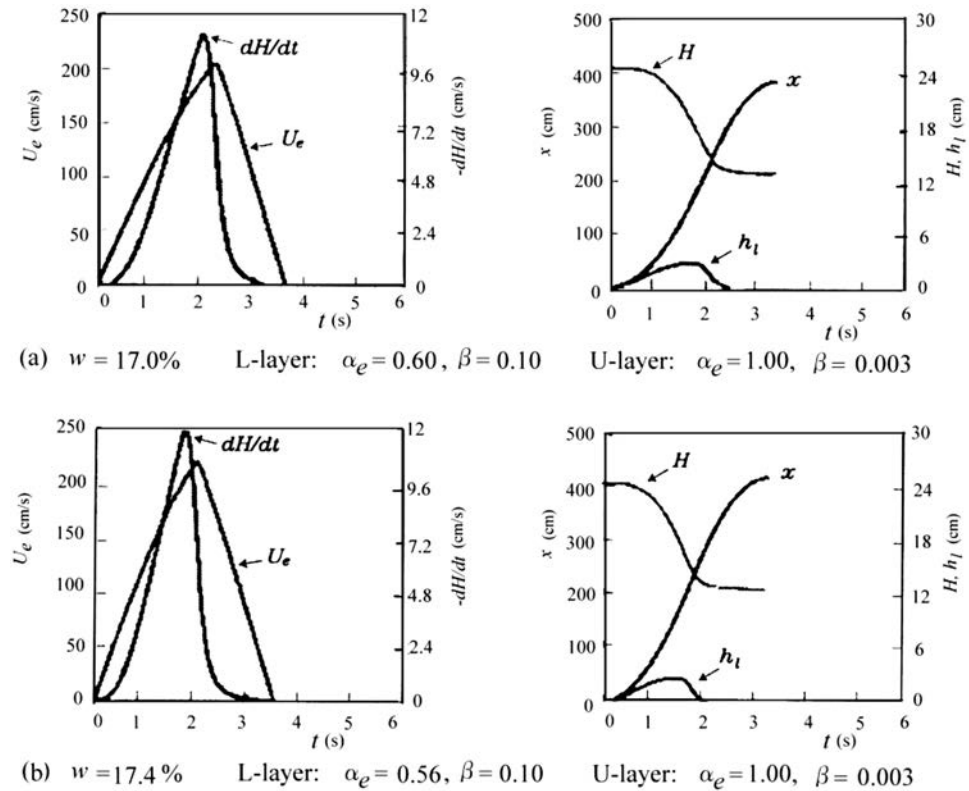 250
200
150
100
50
0
U_e (cm/s)
dH/dt
U_e
12
9.6
7.2
4.8
2.4
0
-dH/dt (cm/s)
0 1 2 3 4 5 6
t (s)
500
400
300
200
100
0
x (cm)
H
x
h_l
30
24
18
12
6
0
H, h_l (cm)
0 1 2 3 4 5 6
t (s)
(a) w = 17.0% L-layer: α_e = 0.60 , β = 0.10 U-layer: α_e = 1.00, β = 0.003
250
200
150
100
50
0
U_e (cm/s)
dH/dt
U_e
12
9.6
7.2
4.8
2.4
0
-dH/dt (cm/s)
0 1 2 3 4 5 6
t (s)
500
400
300
200
100
0
x (cm)
H
x
h_l
30
24
18
12
6
0
H, h_l (cm)
0 1 2 3 4 5 6
t (s)
(b) w = 17.4 % L-layer: α_e = 0.56 , β = 0.10 U-layer: α_e = 1.00, β = 0.003